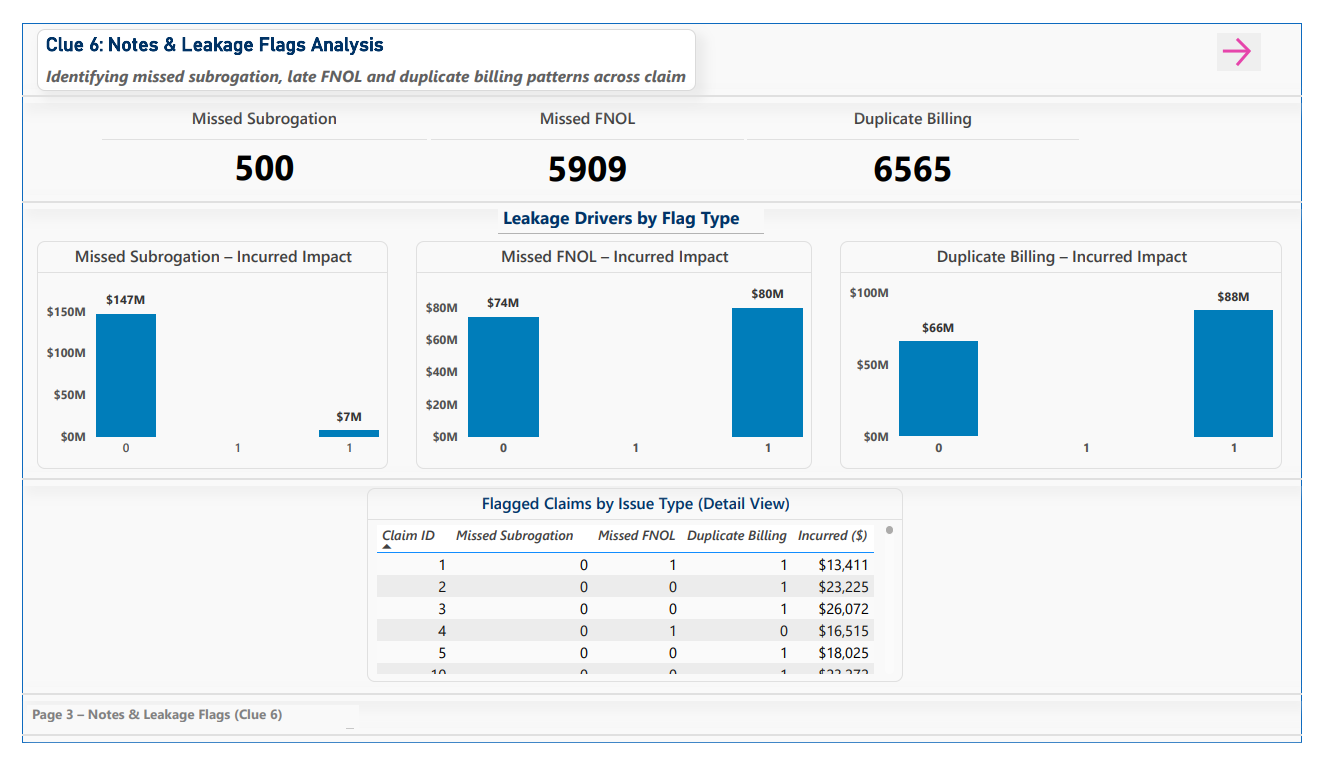 Clue 6: Notes & Leakage Flags Analysis
Identifying missed subrogation, late FNOL and duplicate billing patterns across claim
Missed Subrogation Missed FNOL Duplicate Billing
500 5909 6565
Leakage Drivers by Flag Type
Missed Subrogation – Incurred Impact
$150M
$100M
$50M
$0M
$147M
$7M
0 1 1
Missed FNOL – Incurred Impact
$80M
$60M
$40M
$20M
$0M
$74M
$80M
0 1 1
Duplicate Billing – Incurred Impact
$100M
$50M
$0M
$66M
$88M
0 1 1
Flagged Claims by Issue Type (Detail View)
Claim ID Missed Subrogation Missed FNOL Duplicate Billing Incurred ($)
1 0 1 1 $13,411
2 0 0 1 $23,225
3 0 0 1 $26,072
4 0 1 0 $16,515
5 0 0 1 $18,025
Page 3 – Notes & Leakage Flags (Clue 6)